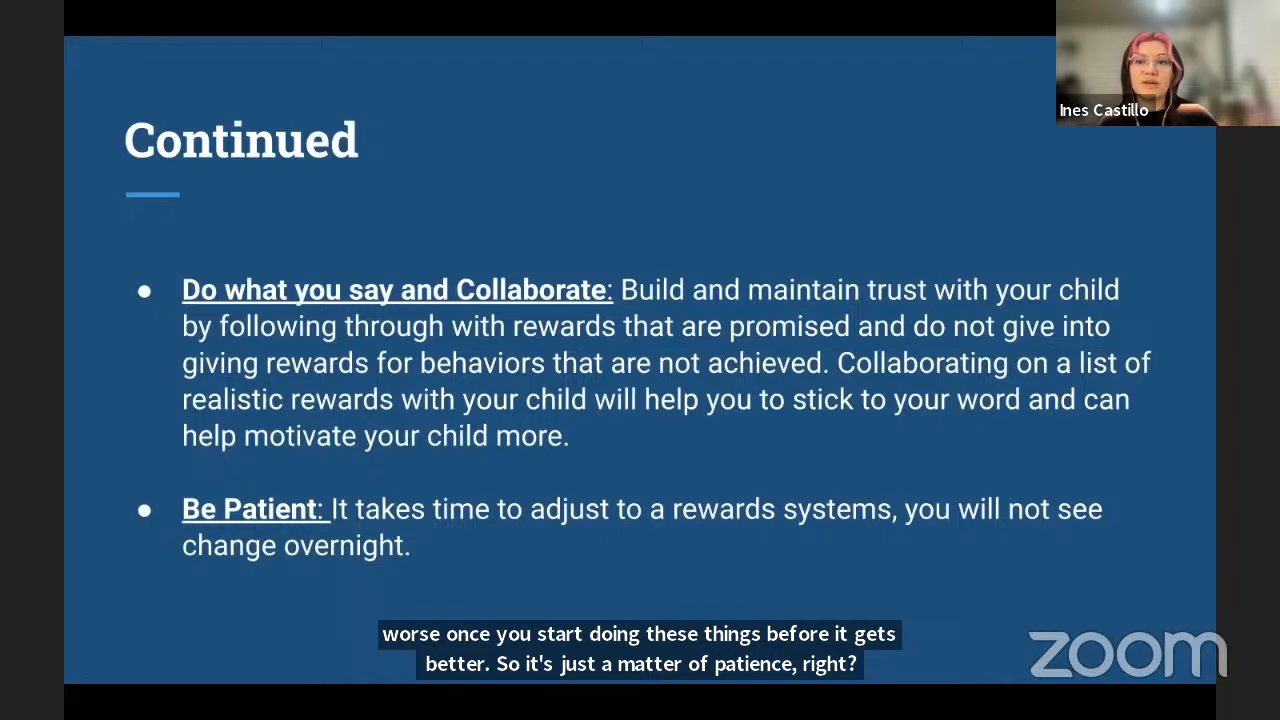 Ines Castillo
Continued
● Do what you say and Collaborate: Build and maintain trust with your child
by following through with rewards that are promised and do not give into
giving rewards for behaviors that are not achieved. Collaborating on a list of
realistic rewards with your child will help you to stick to your word and can
help motivate your child more.
● Be Patient: It takes time to adjust to a rewards systems, you will not see
change overnight.
worse once you start doing these things before it gets
better. So it's just a matter of patience, right?
zoom